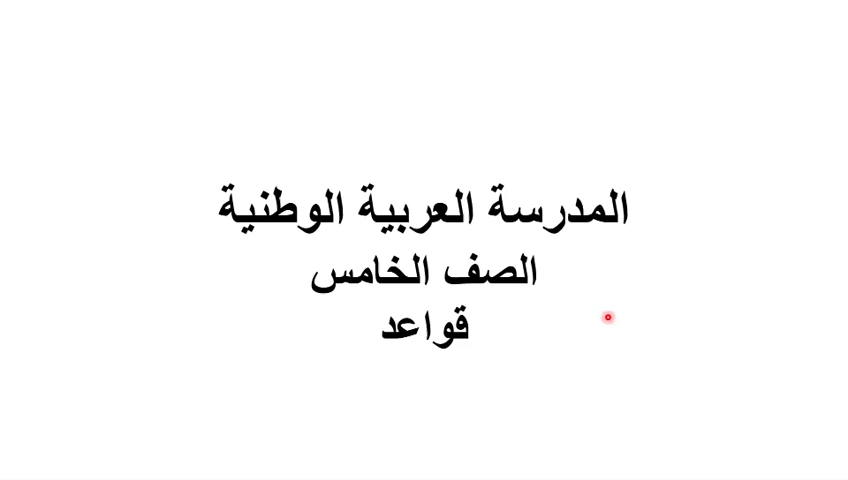 المدرسة العربية الوطنية
الصف الخامس
قواعد